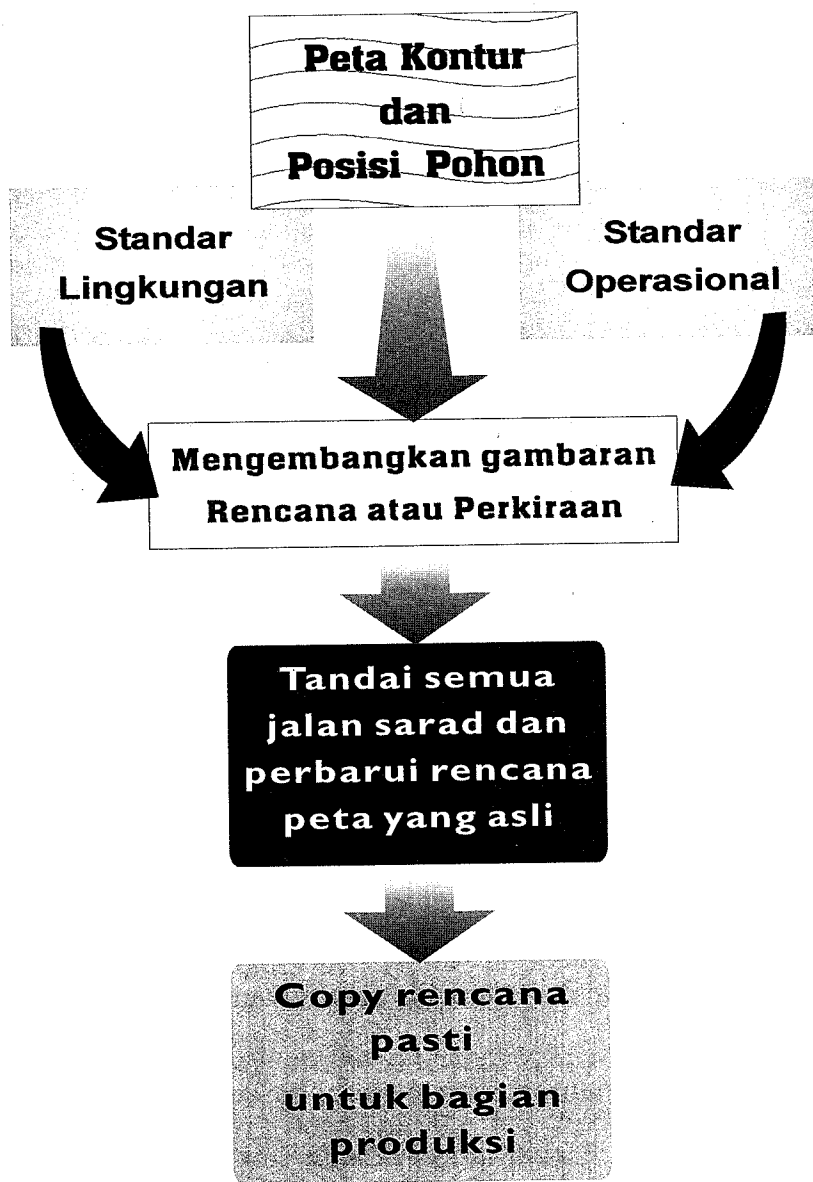 Peta Kontur
dan
Posisi Pohon
Standar
Lingkungan
Standar
Operasional
Mengembangkan gambaran
Rencana atau Perkiraan
Tandai semua
jalan sarad dan
perbarui rencana
peta yang asli
Copy rencana
pasti
untuk bagian
produksi